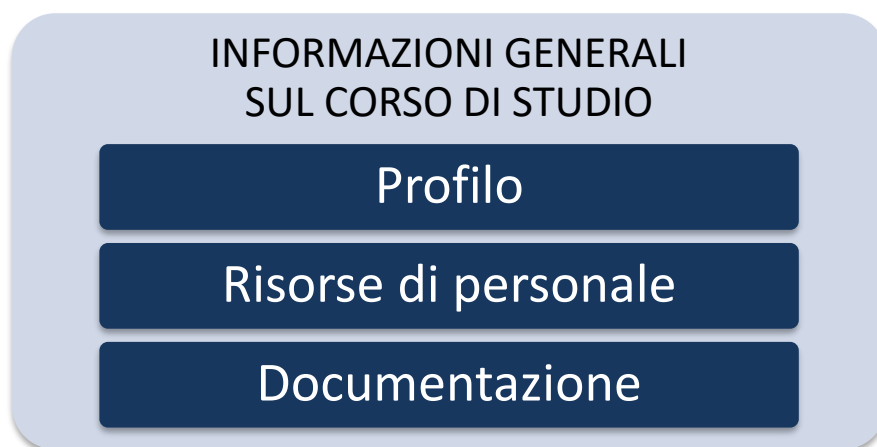 INFORMAZIONI GENERALI
SUL CORSO DI STUDIO
Profilo
Risorse di personale
Documentazione